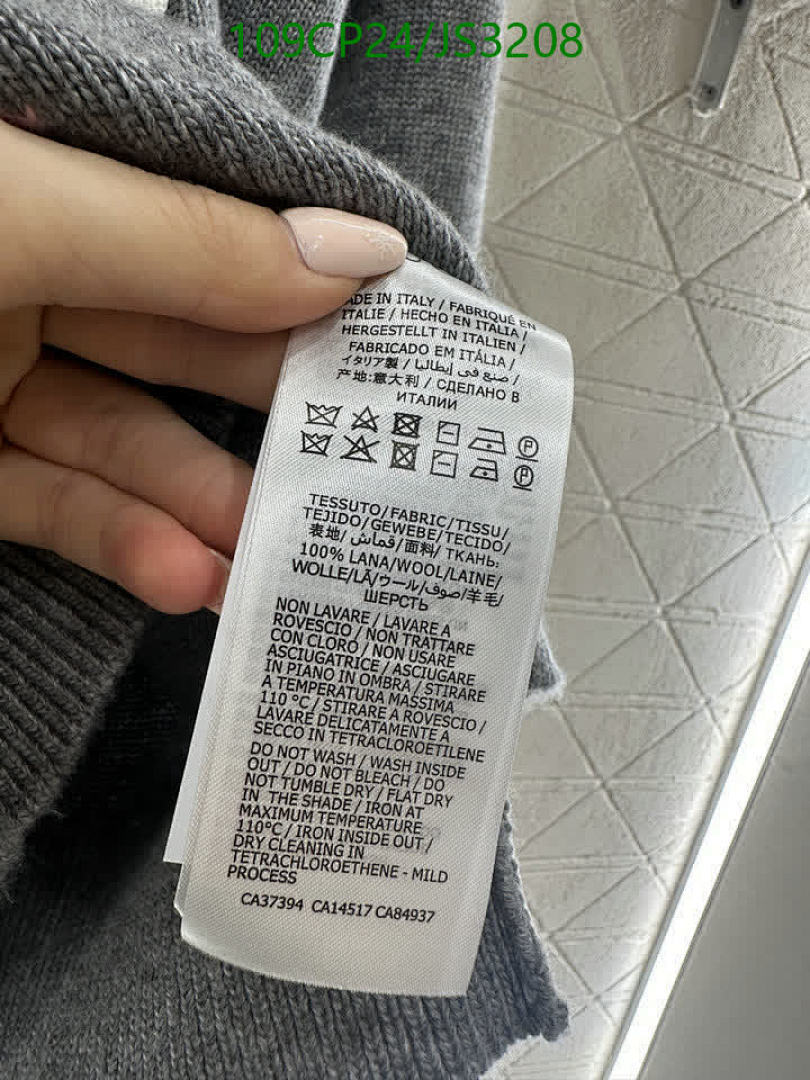 109CP24/JS3208
ADE IN ITALY / FABRIQUÉ EN
ITALIE / HECHO EN ITALIA /
HERGESTELLT IN ITALIEN /
FABRICADO EM ITÁLIA /
イタリア製 / صنع في إيطاليا /
产地:意大利 / СДЕЛАНО В
ИТАЛИИ
TESSUTO/FABRIC/TISSU/
TEJIDO/GEWEBE/TECIDO/
表地/ قماش/面料/ ТКАНЬ:
100% LANA/WOOL/LAINE/
WOLLE/LÃ/ウール/صوف/羊毛/
ШЕРСТЬ
NON LAVARE / LAVARE A
ROVESCIO / NON TRATTARE
CON CLORO / NON USARE
ASCIUGATRICE / ASCIUGARE
IN PIANO IN OMBRA / STIRARE
A TEMPERATURA MASSIMA
110 °C / STIRARE A ROVESCIO /
LAVARE DELICATAMENTE A
SECCO IN TETRACLOROETILENE
DO NOT WASH / WASH INSIDE
OUT / DO NOT BLEACH / DO
NOT TUMBLE DRY / FLAT DRY
IN THE SHADE / IRON AT
MAXIMUM TEMPERATURE
110°C / IRON INSIDE OUT /
DRY CLEANING IN
TETRACHLOROETHENE - MILD
PROCESS
CA37394 CA14517 CA84937